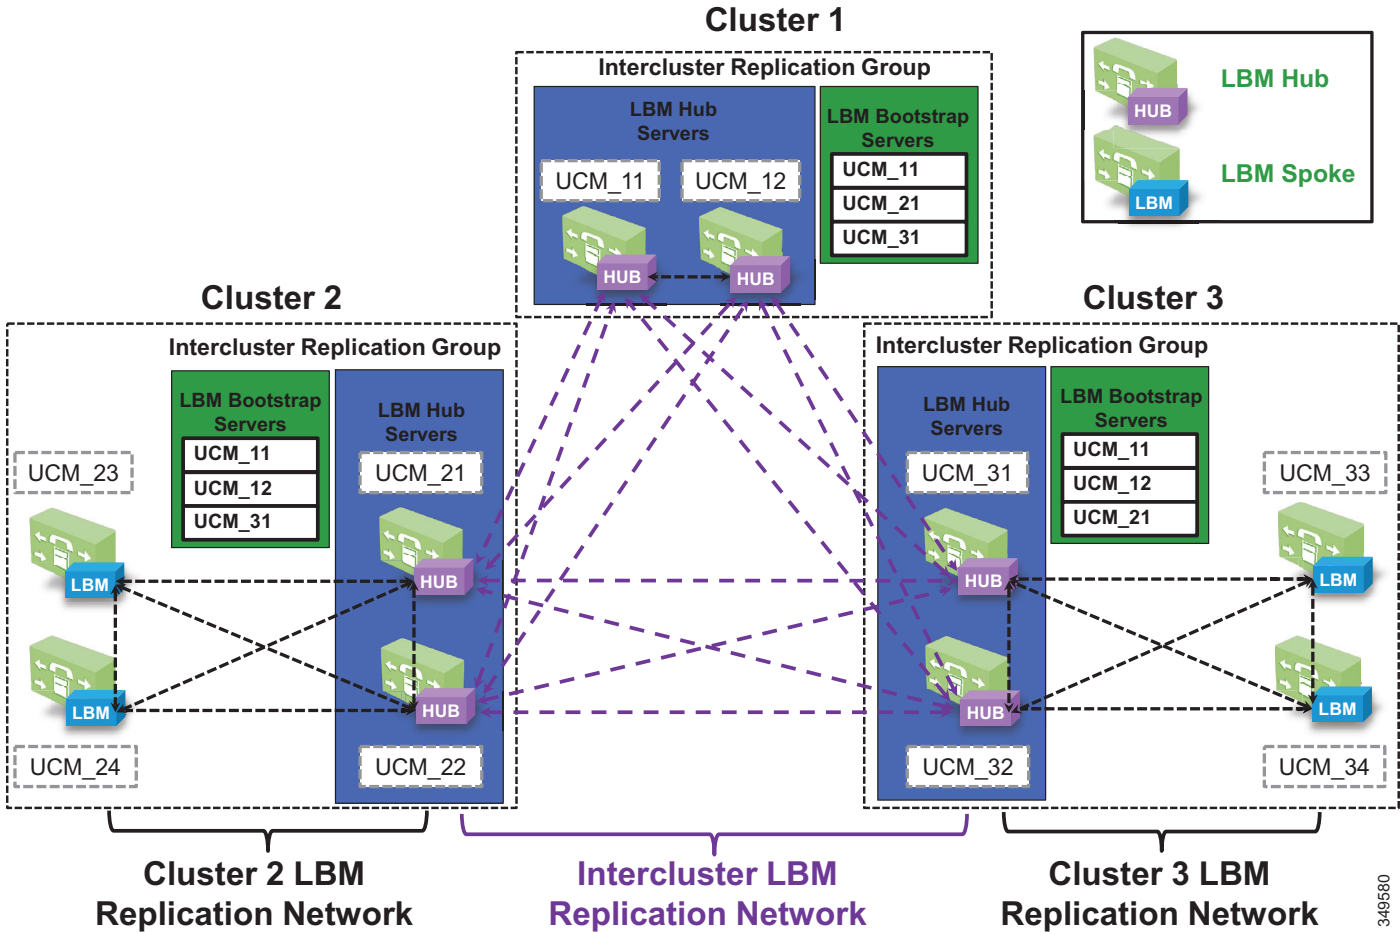 Cluster 1
Intercluster Replication Group
LBM Hub
Servers
UCM_11
UCM_12
HUB
HUB
LBM Bootstrap
Servers
UCM_11
UCM_21
UCM_31
HUB
LBM Hub
LBM
LBM Spoke
Cluster 2
Intercluster Replication Group
LBM Bootstrap
Servers
UCM_11
UCM_12
UCM_31
LBM Hub
Servers
UCM_23
UCM_21
LBM
HUB
LBM
HUB
UCM_24
UCM_22
Cluster 3
Intercluster Replication Group
LBM Hub
Servers
LBM Bootstrap
Servers
UCM_11
UCM_12
UCM_21
UCM_31
UCM_33
HUB
LBM
HUB
LBM
UCM_32
UCM_34
Cluster 2 LBM
Replication Network
Intercluster LBM
Replication Network
Cluster 3 LBM
Replication Network
349580